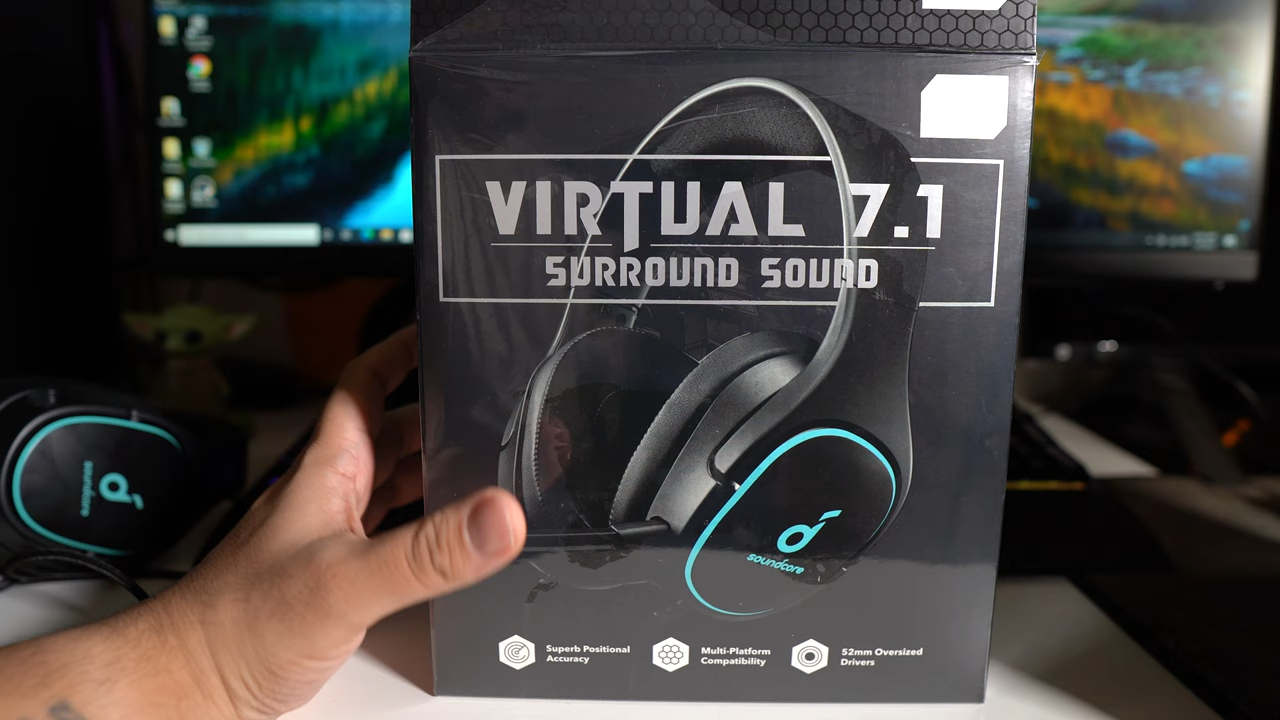 VIRTUAL 7.1
SURROUND SOUND
soundcore
soundcore
Superb Positional
Accuracy
Multi-Platform
Compatibility
52mm Oversized
Drivers